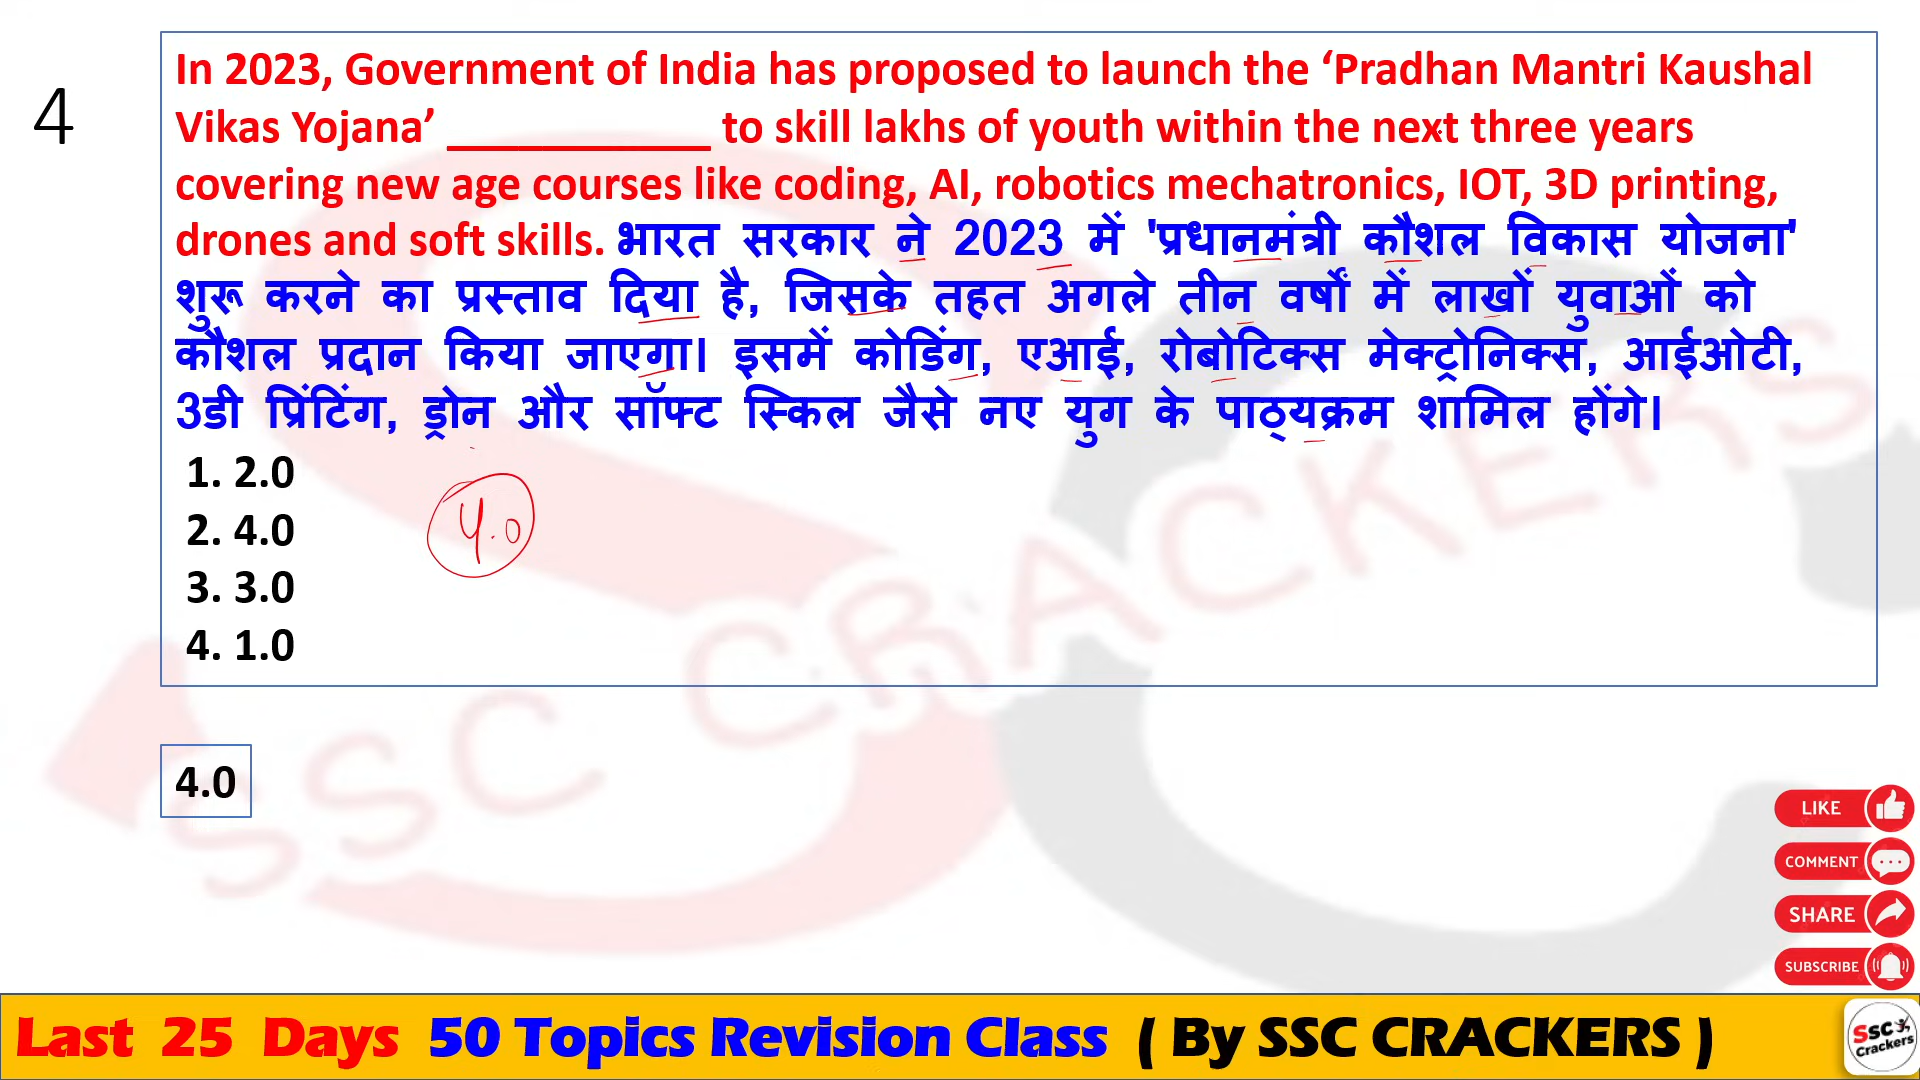 4
In 2023, Government of India has proposed to launch the ‘Pradhan Mantri Kaushal
Vikas Yojana’ ___________ to skill lakhs of youth within the next three years
covering new age courses like coding, AI, robotics mechatronics, IOT, 3D printing,
drones and soft skills. भारत सरकार ने 2023 में 'प्रधानमंत्री कौशल विकास योजना'
शुरू करने का प्रस्ताव दिया है, जिसके तहत अगले तीन वर्षों में लाखों युवाओं को
कौशल प्रदान किया जाएगा। इसमें कोडिंग, एआई, रोबोटिक्स मेक्ट्रोनिक्स, आईओटी,
3डी प्रिंटिंग, ड्रोन और सॉफ्ट स्किल जैसे नए युग के पाठ्यक्रम शामिल होंगे।
1. 2.0
2. 4.0
3. 3.0
4. 1.0
4.0
4.0
SSC CRACKERS
LIKE
COMMENT
SHARE
SUBSCRIBE
Last 25 Days 50 Topics Revision Class ( By SSC CRACKERS )
SSC
Crackers